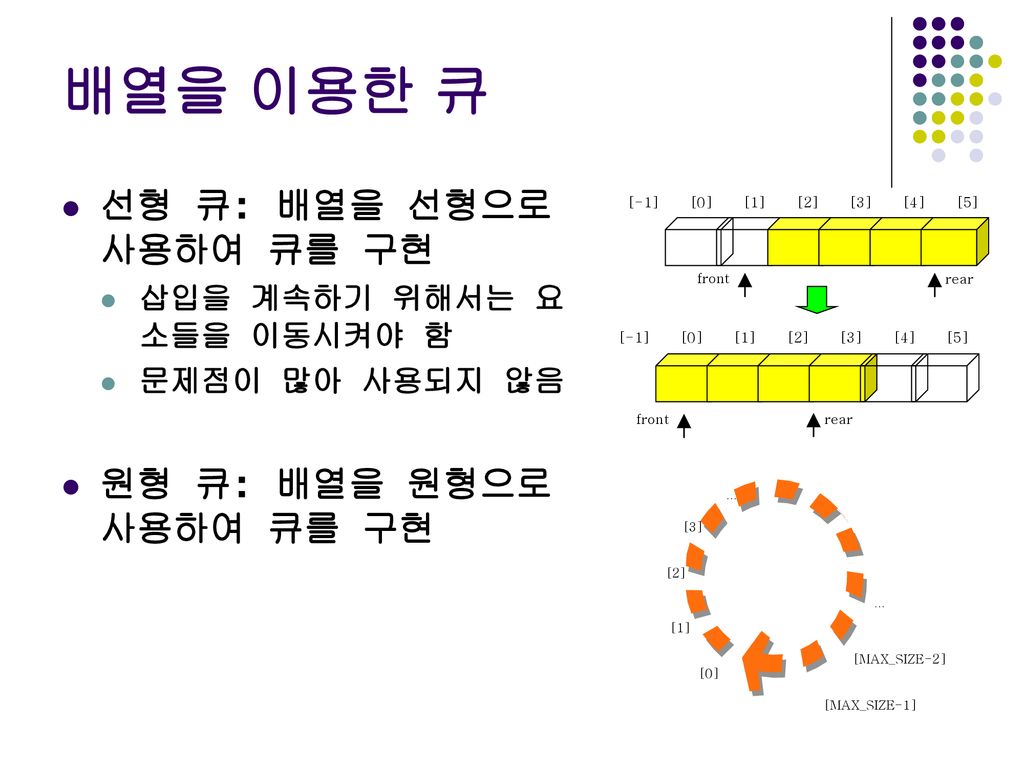 배열을 이용한 큐
선형 큐: 배열을 선형으로
사용하여 큐를 구현
삽입을 계속하기 위해서는 요
소들을 이동시켜야 함
문제점이 많아 사용되지 않음
원형 큐: 배열을 원형으로
사용하여 큐를 구현
[-1] [0] [1] [2] [3] [4] [5]
front rear
[-1] [0] [1] [2] [3] [4] [5]
front rear
...
[3]
[2]
...
[1]
[MAX_SIZE-2]
[0]
[MAX_SIZE-1]